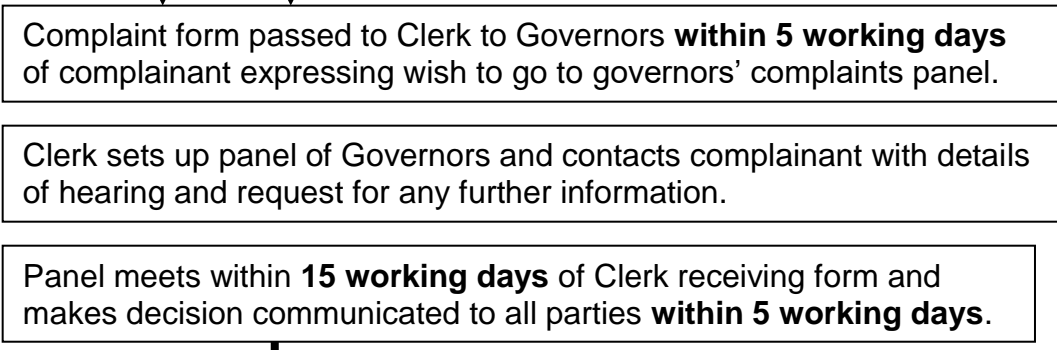 Complaint form passed to Clerk to Governors within 5 working days
of complainant expressing wish to go to governors’ complaints panel.
Clerk sets up panel of Governors and contacts complainant with details
of hearing and request for any further information.
Panel meets within 15 working days of Clerk receiving form and
makes decision communicated to all parties within 5 working days.